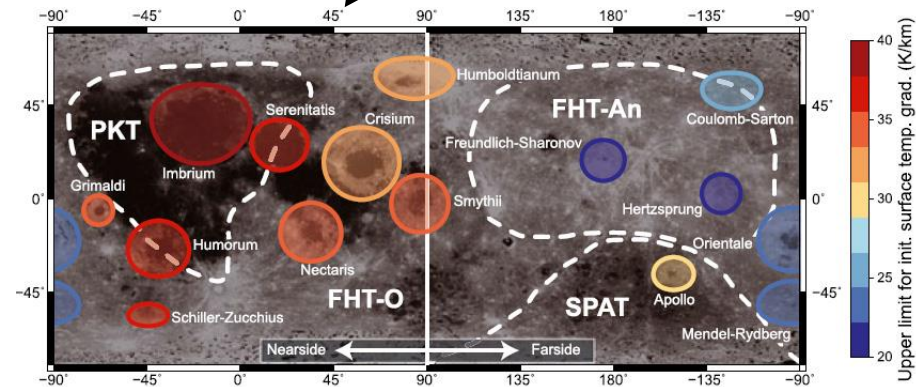 −90° −45° 0° 45° 90° 135° −180° −135° −90°
45° 45°
0° 0°
−45° −45°
−90° −45° 0° 45° 90° 135° −180° −135° −90°
Humboldtianum
Serenitatis
PKT
Crisium
FHT-An
Coulomb-Sarton
Freundlich-Sharonov
Imbrium
Grimaldi
Smythii
Hertzsprung
Humorum
Orientale
Nectaris
FHT-O
Apollo
SPAT
Schiller-Zucchius
Mendel-Rydberg
Nearside Farside
40
35
30
25
20
Upper limit for init. surface temp. grad. (K/km)